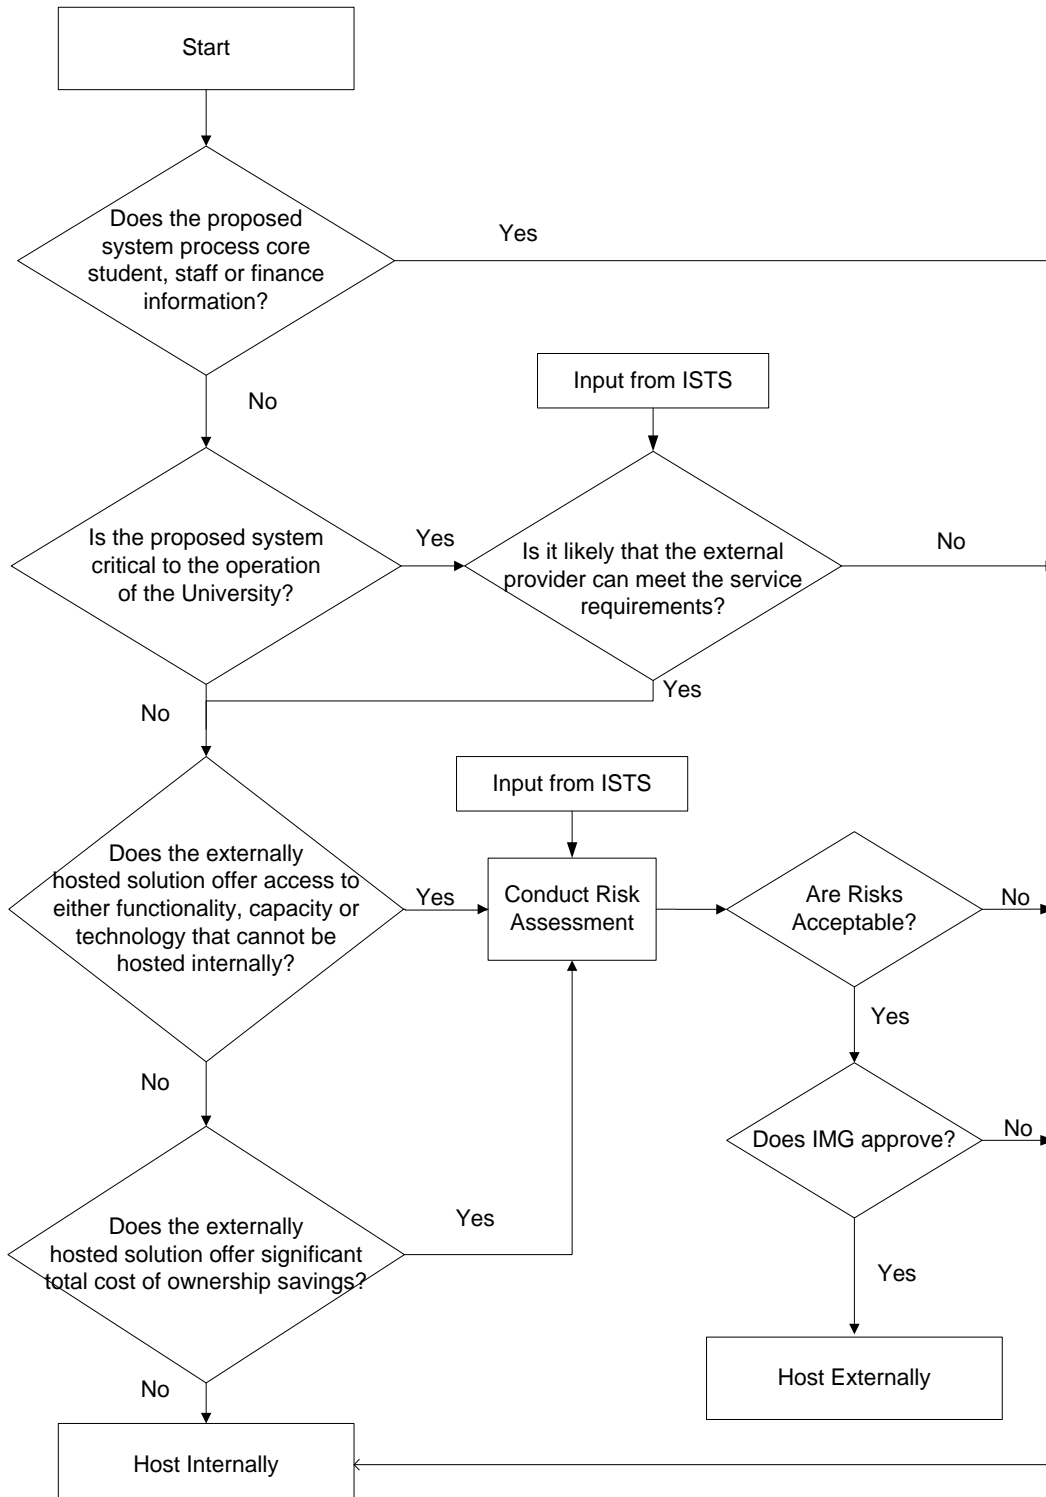 Start
Does the proposed
system process core
student, staff or finance
information?
Yes
No
Input from ISTS
Is the proposed system
critical to the operation
of the University?
Yes
Is it likely that the external
provider can meet the service
requirements?
No
No
Yes
Input from ISTS
Does the externally
hosted solution offer access to
either functionality, capacity or
technology that cannot be
hosted internally?
Yes
Conduct Risk
Assessment
Are Risks
Acceptable?
No
Yes
No
Does IMG approve?
No
Does the externally
hosted solution offer significant
total cost of ownership savings?
Yes
Yes
Host Externally
No
Host Internally